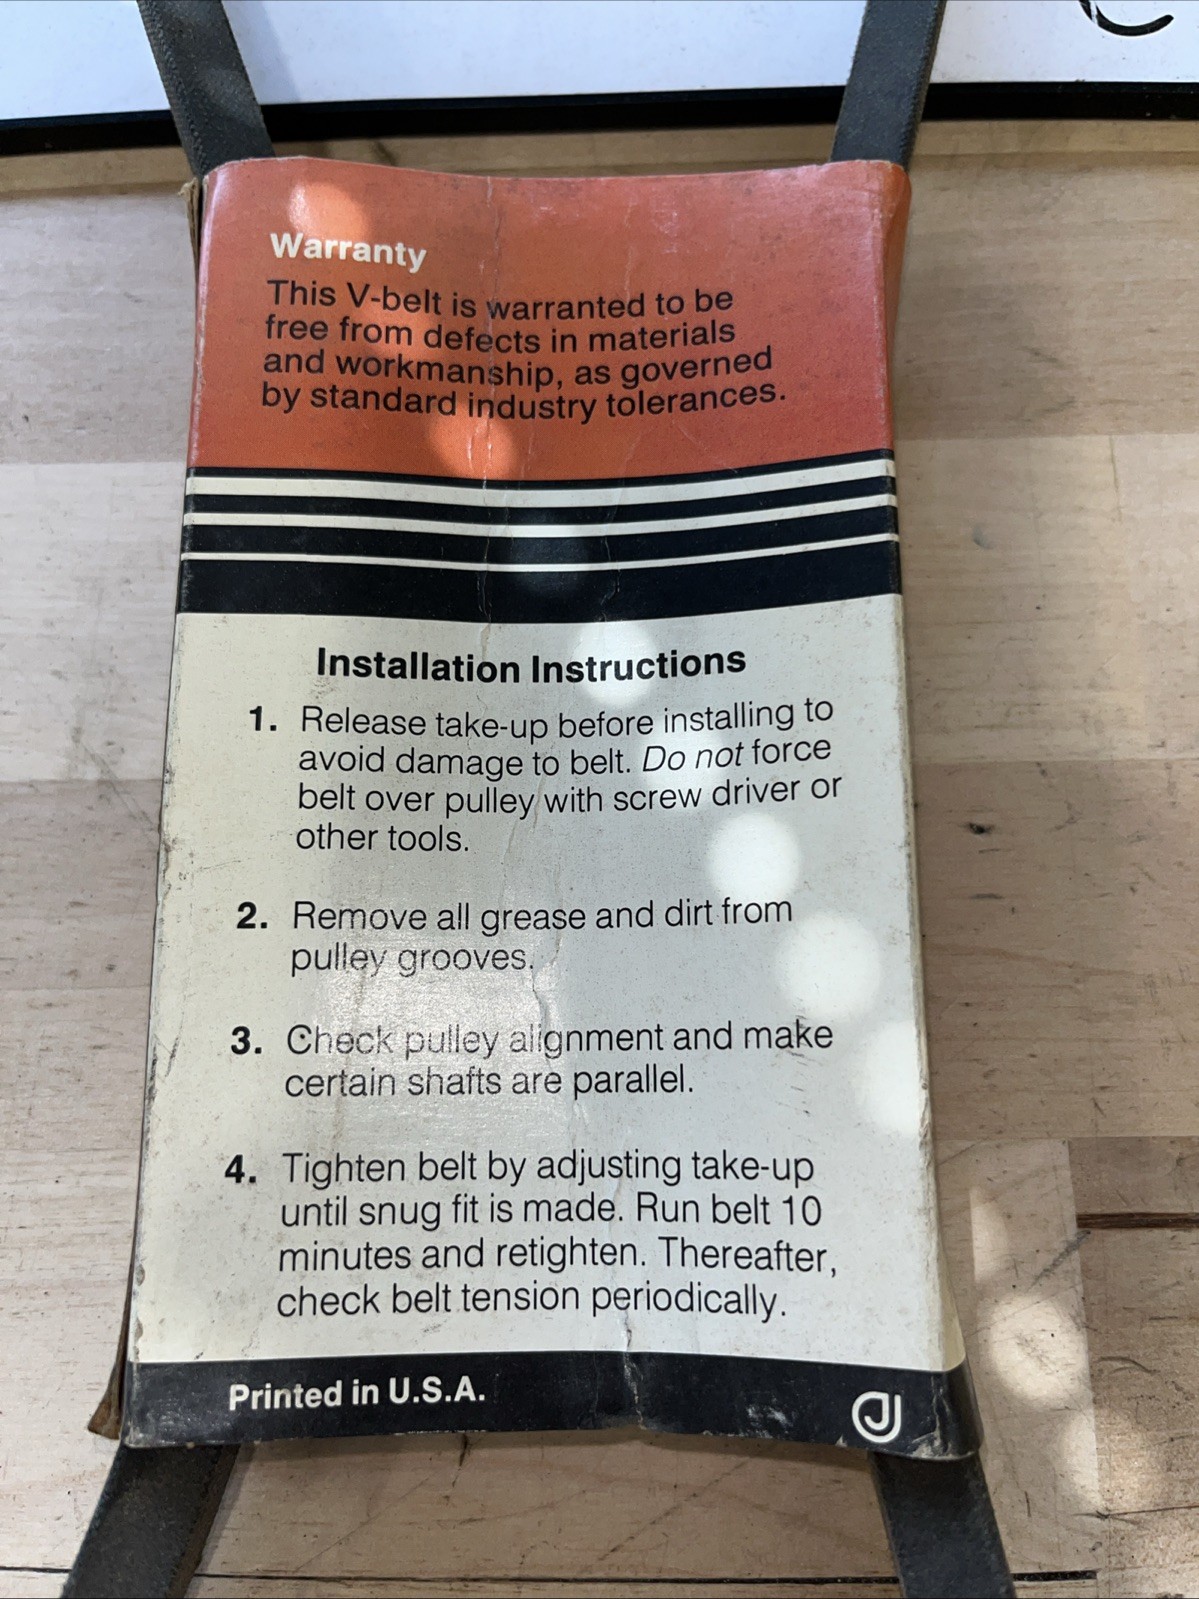 Warranty
This V-belt is warranted to be
free from defects in materials
and workmanship, as governed
by standard industry tolerances.
Installation Instructions
1. Release take-up before installing to
avoid damage to belt. Do not force
belt over pulley with screw driver or
other tools.
2. Remove all grease and dirt from
pulley grooves.
3. Check pulley alignment and make
certain shafts are parallel.
4. Tighten belt by adjusting take-up
until snug fit is made. Run belt 10
minutes and retighten. Thereafter,
check belt tension periodically.
Printed in U.S.A.